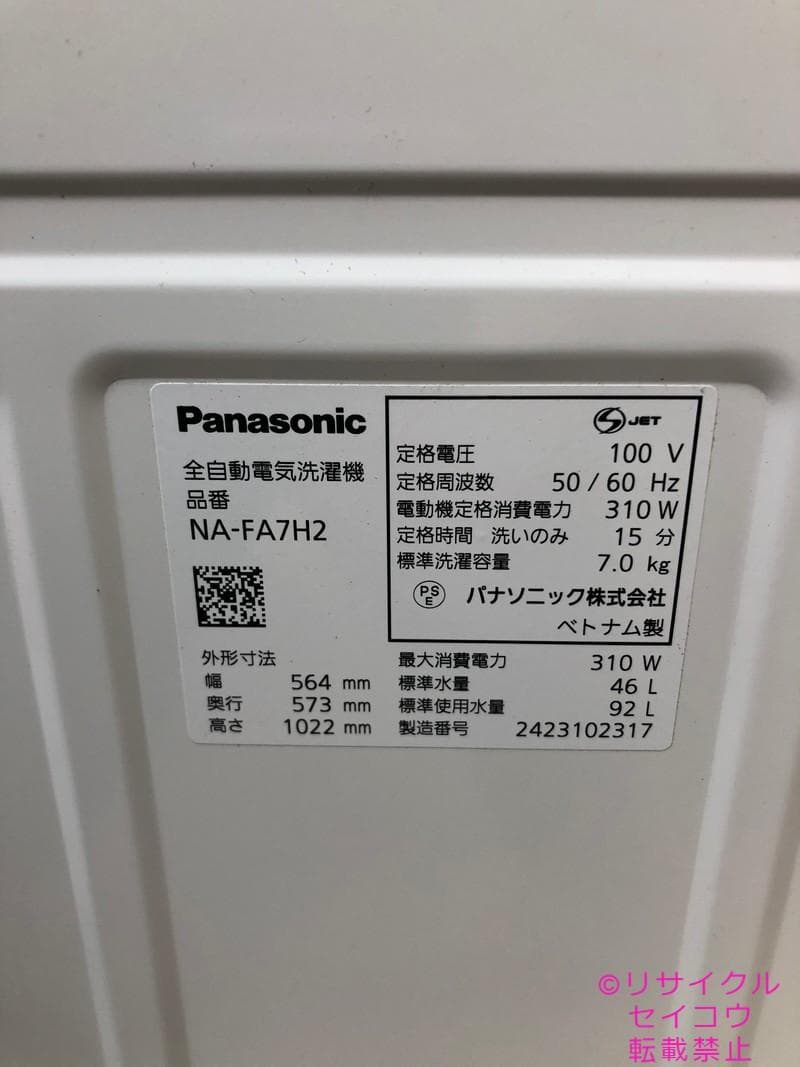 Panasonic
全自動電気洗濯機
品番
NA-FA7H2
S JET
定格電圧 100 V
定格周波数 50 / 60 Hz
電動機定格消費電力 310 W
定格時間 洗いのみ 15 分
標準洗濯容量 7.0 kg
PS E パナソニック株式会社
ベトナム製
外形寸法
幅 564 mm
奥行 573 mm
高さ 1022 mm
最大消費電力 310 W
標準水量 46 L
標準使用水量 92 L
製造番号 2423102317
©リサイクル
セイコウ
転載禁止